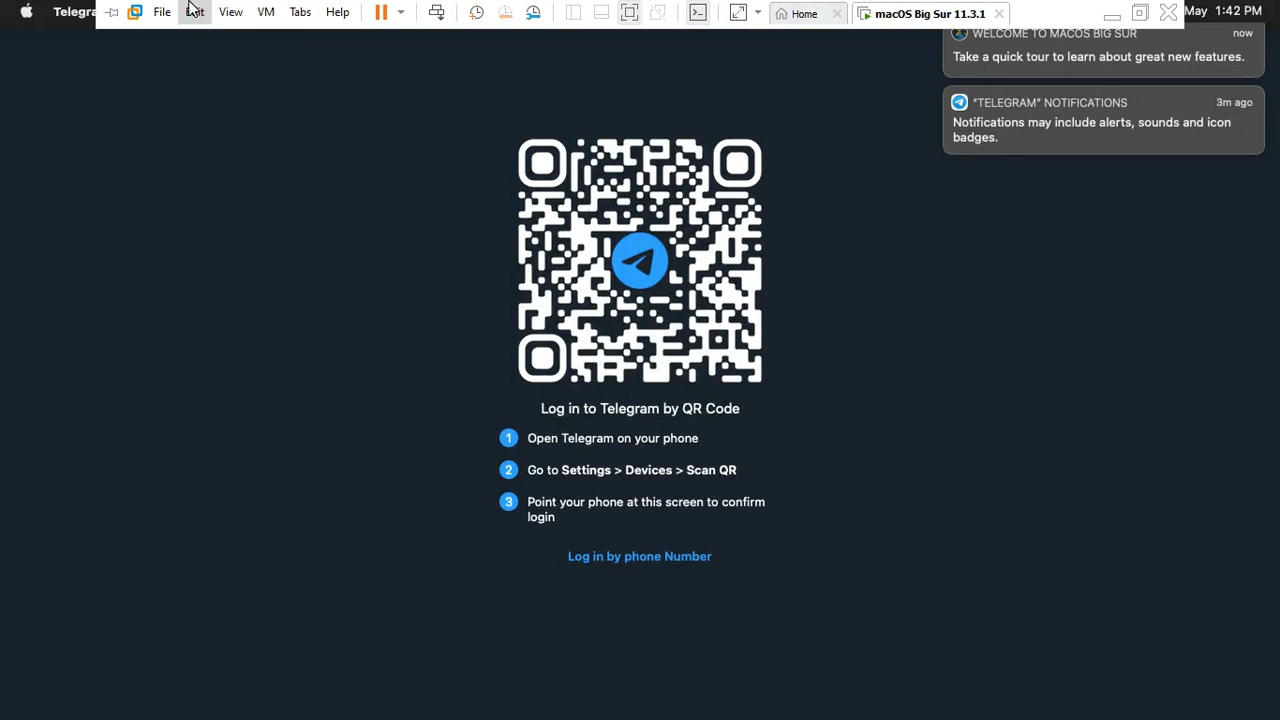 Telegra File Edit View VM Tabs Help Home macOS Big Sur 11.3.1 May 1:42 PM
WELCOME TO MACOS BIG SUR now
Take a quick tour to learn about great new features.
"TELEGRAM" NOTIFICATIONS 3m ago
Notifications may include alerts, sounds and icon
badges.
Log in to Telegram by QR Code
1 Open Telegram on your phone
2 Go to Settings > Devices > Scan QR
3 Point your phone at this screen to confirm
login
Log in by phone Number